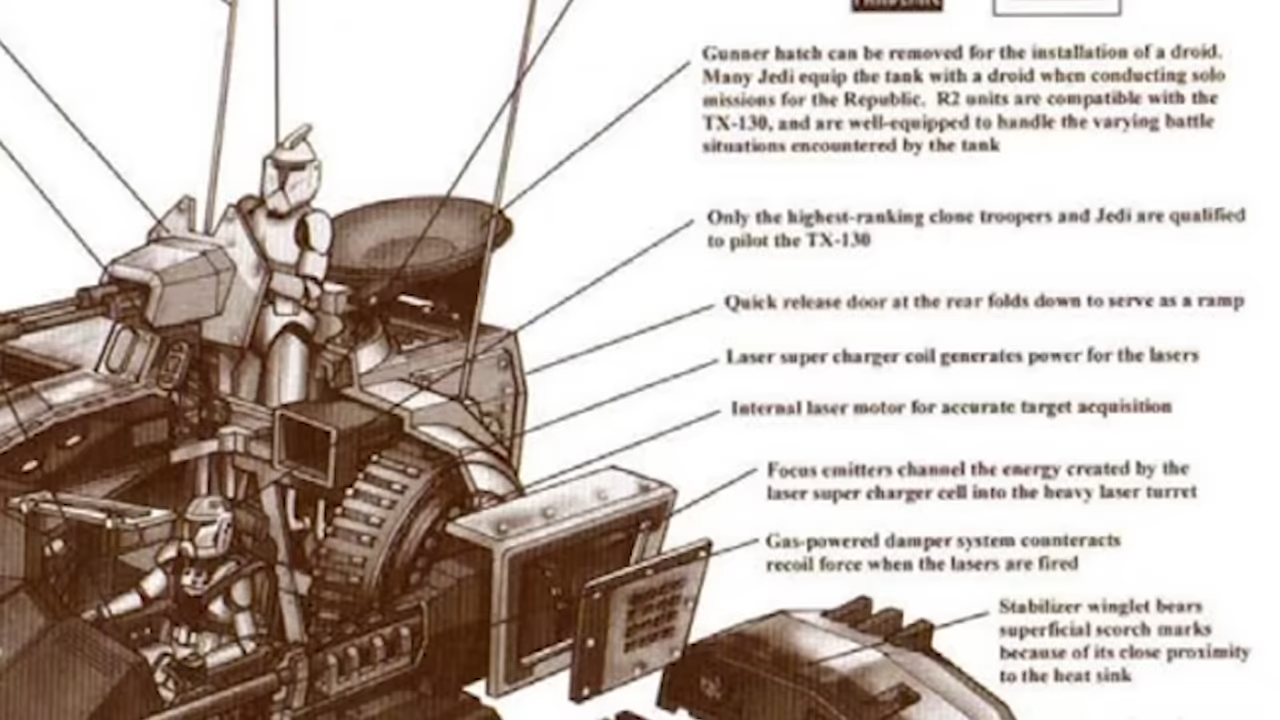 Gunner hatch can be removed for the installation of a droid.
Many Jedi equip the tank with a droid when conducting solo
missions for the Republic. R2 units are compatible with the
TX-130, and are well-equipped to handle the varying battle
situations encountered by the tank
Only the highest-ranking clone troopers and Jedi are qualified
to pilot the TX-130
Quick release door at the rear folds down to serve as a ramp
Laser super charger coil generates power for the lasers
Internal laser motor for accurate target acquisition
Focus emitters channel the energy created by the
laser super charger cell into the heavy laser turret
Gas-powered damper system counteracts
recoil force when the lasers are fired
Stabilizer winglet bears
superficial scorch marks
because of its close proximity
to the heat sink